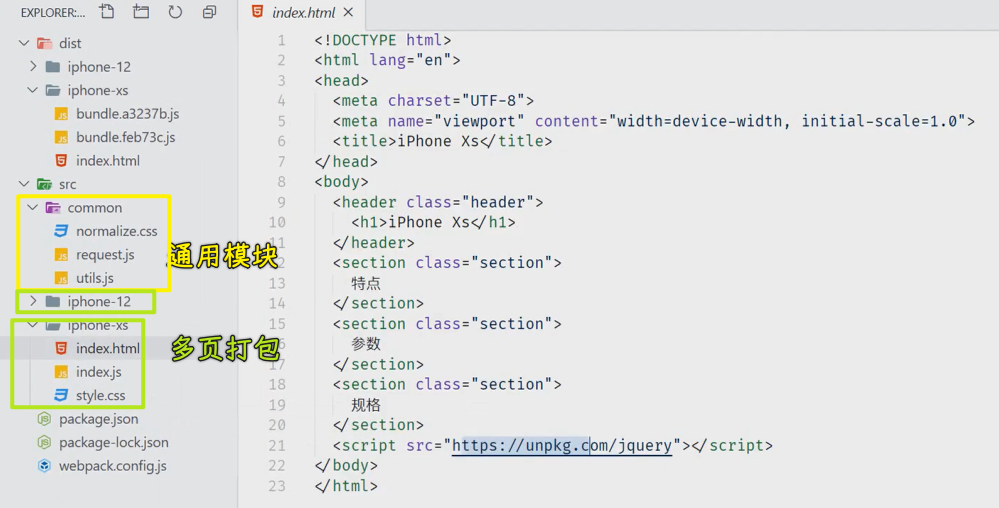 EXPLORER:...
dist
iphone-12
iphone-xs
bundle.a3237b.js
bundle.feb73c.js
index.html
src
common
normalize.css
request.js
utils.js
通用模块
iphone-12
iphone-xs
index.html
多页打包
index.js
style.css
package.json
package-lock.json
webpack.config.js
index.html
1 <!DOCTYPE html>
2 <html lang="en">
3 <head>
4 <meta charset="UTF-8">
5 <meta name="viewport" content="width=device-width, initial-scale=1.0">
6 <title>iPhone Xs</title>
7 </head>
8 <body>
9 <header class="header">
10 <h1>iPhone Xs</h1>
11 </header>
12 <section class="section">
13 特点
14 </section>
15 <section class="section">
16 参数
17 </section>
18 <section class="section">
19 规格
20 </section>
21 <script src="https://unpkg.com/jquery"></script>
22 </body>
23 </html>